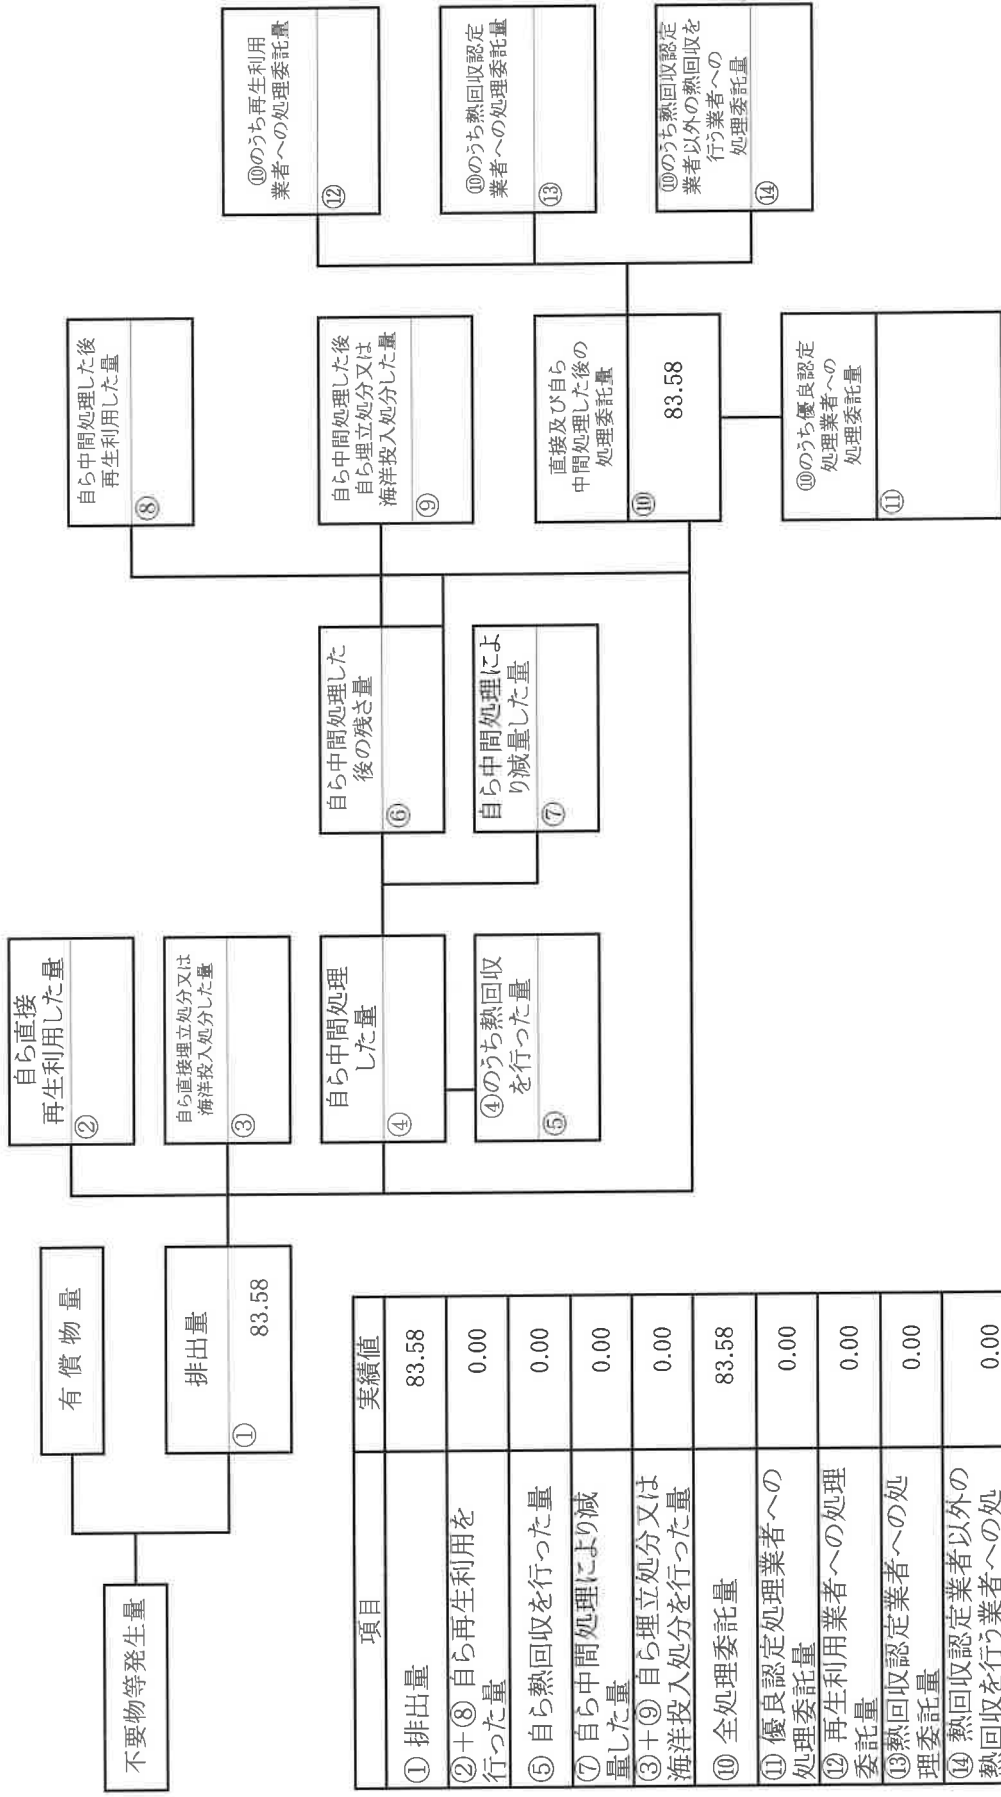 不要物等発生量
有償物量
排出量
①
83.58
自ら直接
再生利用した量
②
自ら直接埋立処分又は
海洋投入処分した量
③
自ら中間処理
した量
④
④のうち熱回収
を行った量
⑤
自ら中間処理した
後の残さ量
⑥
自ら中間処理によ
り減量した量
⑦
自ら中間処理した後
再生利用した量
⑧
自ら中間処理した後
自ら埋立処分又は
海洋投入処分した量
⑨
直接及び自ら
中間処理した後の
処理委託量
⑩
83.58
⑩のうち優良認定
処理業者への
処理委託量
⑪
⑩のうち再生利用
業者への処理委託量
⑫
⑩のうち熱回収認定
業者への処理委託量
⑬
⑩のうち熱回収認定
業者以外の熱回収を
行う業者への
処理委託量
⑭
項目 実績値
① 排出量 83.58
②+⑧ 自ら再生利用を
行った量 0.00
⑤ 自ら熱回収を行った量 0.00
⑦ 自ら中間処理により減
量した量 0.00
③+⑨ 自ら埋立処分又は
海洋投入処分を行った量 0.00
⑩ 全処理委託量 83.58
⑪ 優良認定処理業者への
処理委託量 0.00
⑫ 再生利用業者への処理
委託量 0.00
⑬熱回収認定業者への処
理委託量 0.00
⑭ 熱回収認定業者以外の
熱回収を行う業者への処 0.00